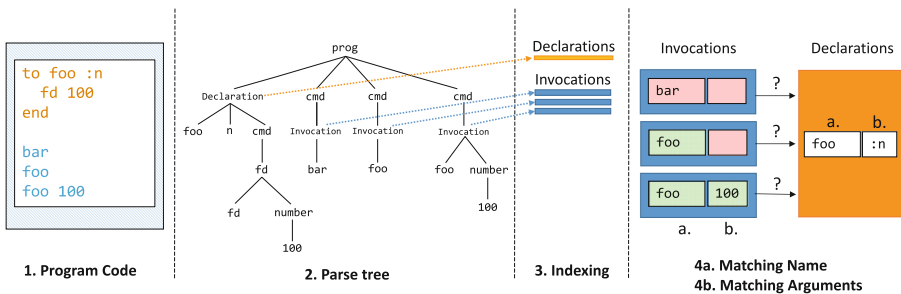 to foo :n
fd 100
end
bar
foo
foo 100
1. Program Code
prog
Declaration cmd cmd cmd
foo n cmd Invocation Invocation Invocation
fd bar foo foo number
fd number 100
100
2. Parse tree
Declarations
Invocations
3. Indexing
Invocations Declarations
bar ?
a. b.
foo ? foo :n
foo 100 ?
a. b.
4a. Matching Name
4b. Matching Arguments